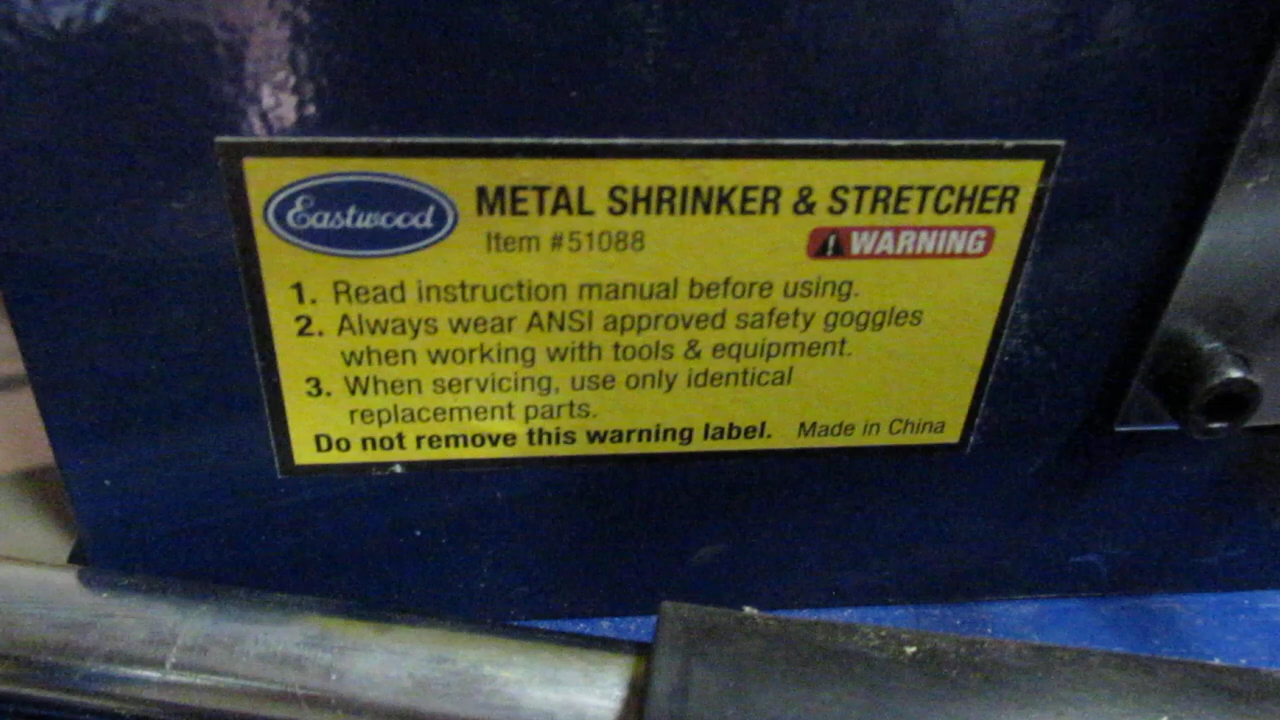 Eastwood
METAL SHRINKER & STRETCHER
Item #51088
WARNING
1. Read instruction manual before using.
2. Always wear ANSI approved safety goggles
when working with tools & equipment.
3. When servicing, use only identical
replacement parts.
Do not remove this warning label. Made in China